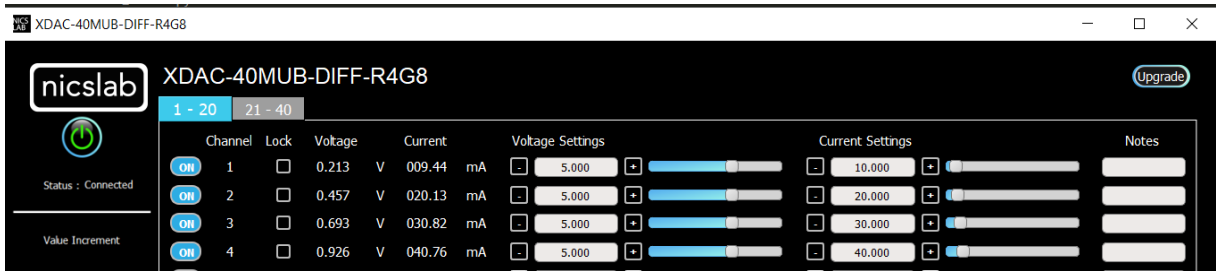 NICS LAB XDAC-40MUB-DIFF-R4G8
nicslab XDAC-40MUB-DIFF-R4G8 Upgrade
1 - 20 21 - 40
Channel Lock Voltage Current Voltage Settings Current Settings Notes
ON 1 0.213 V 009.44 mA - 5.000 + - 10.000 +
Status : Connected
ON 2 0.457 V 020.13 mA - 5.000 + - 20.000 +
ON 3 0.693 V 030.82 mA - 5.000 + - 30.000 +
Value Increment
ON 4 0.926 V 040.76 mA - 5.000 + - 40.000 +